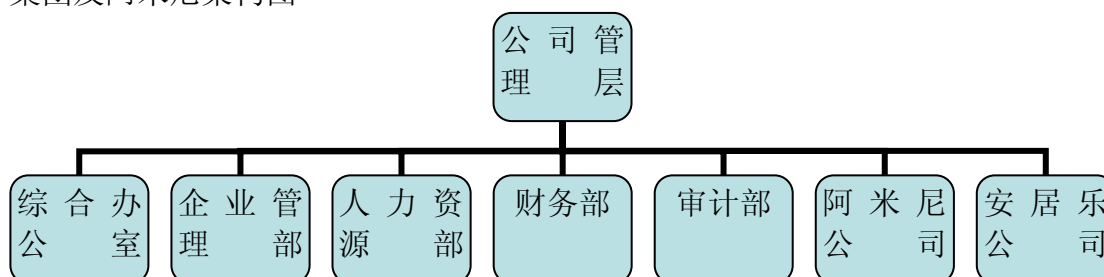 集团及阿米尼架构图
公司管
理层
综合办
公室
企业管
理部
人力资
源部
财务部
审计部
阿米尼
公司
安居乐
公司